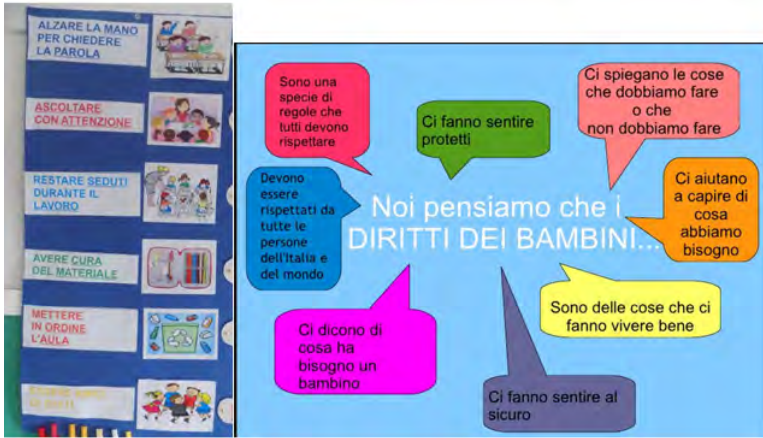 ALZARE LA MANO
PER CHIEDERE
LA PAROLA
ASCOLTARE
CON ATTENZIONE
RESTARE SEDUTI
DURANTE IL
LAVORO
AVERE CURA
DEL MATERIALE
METTERE
IN ORDINE
L'AULA
Sono una
specie di
regole che
tutti devono
rispettare
Ci fanno sentire
protetti
Ci spiegano le cose
che dobbiamo fare
o che
non dobbiamo fare
Devono
essere
rispettati da
tutte le
persone
dell'Italia e
del mondo
Noi pensiamo che i
DIRITTI DEI BAMBINI...
Ci aiutano
a capire di
cosa
abbiamo
bisogno
Ci dicono di
cosa ha
bisogno un
bambino
Sono delle cose che ci
fanno vivere bene
Ci fanno sentire al
sicuro